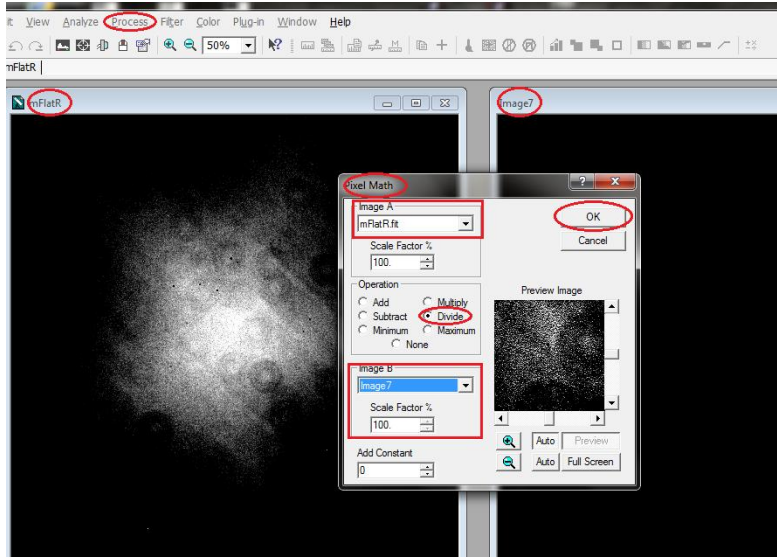 it View Analyze Process Filter Color Plug-in Window Help
50%
mFlatR
mFlatR
Image7
Pixel Math
Image A
mFlatR.fit
Scale Factor %
100.
OK
Cancel
Operation
Add Multiply
Subtract Divide
Minimum Maximum
None
Preview Image
Image B
Image7
Scale Factor %
100.
Add Constant
0
Auto Preview
Auto Full Screen